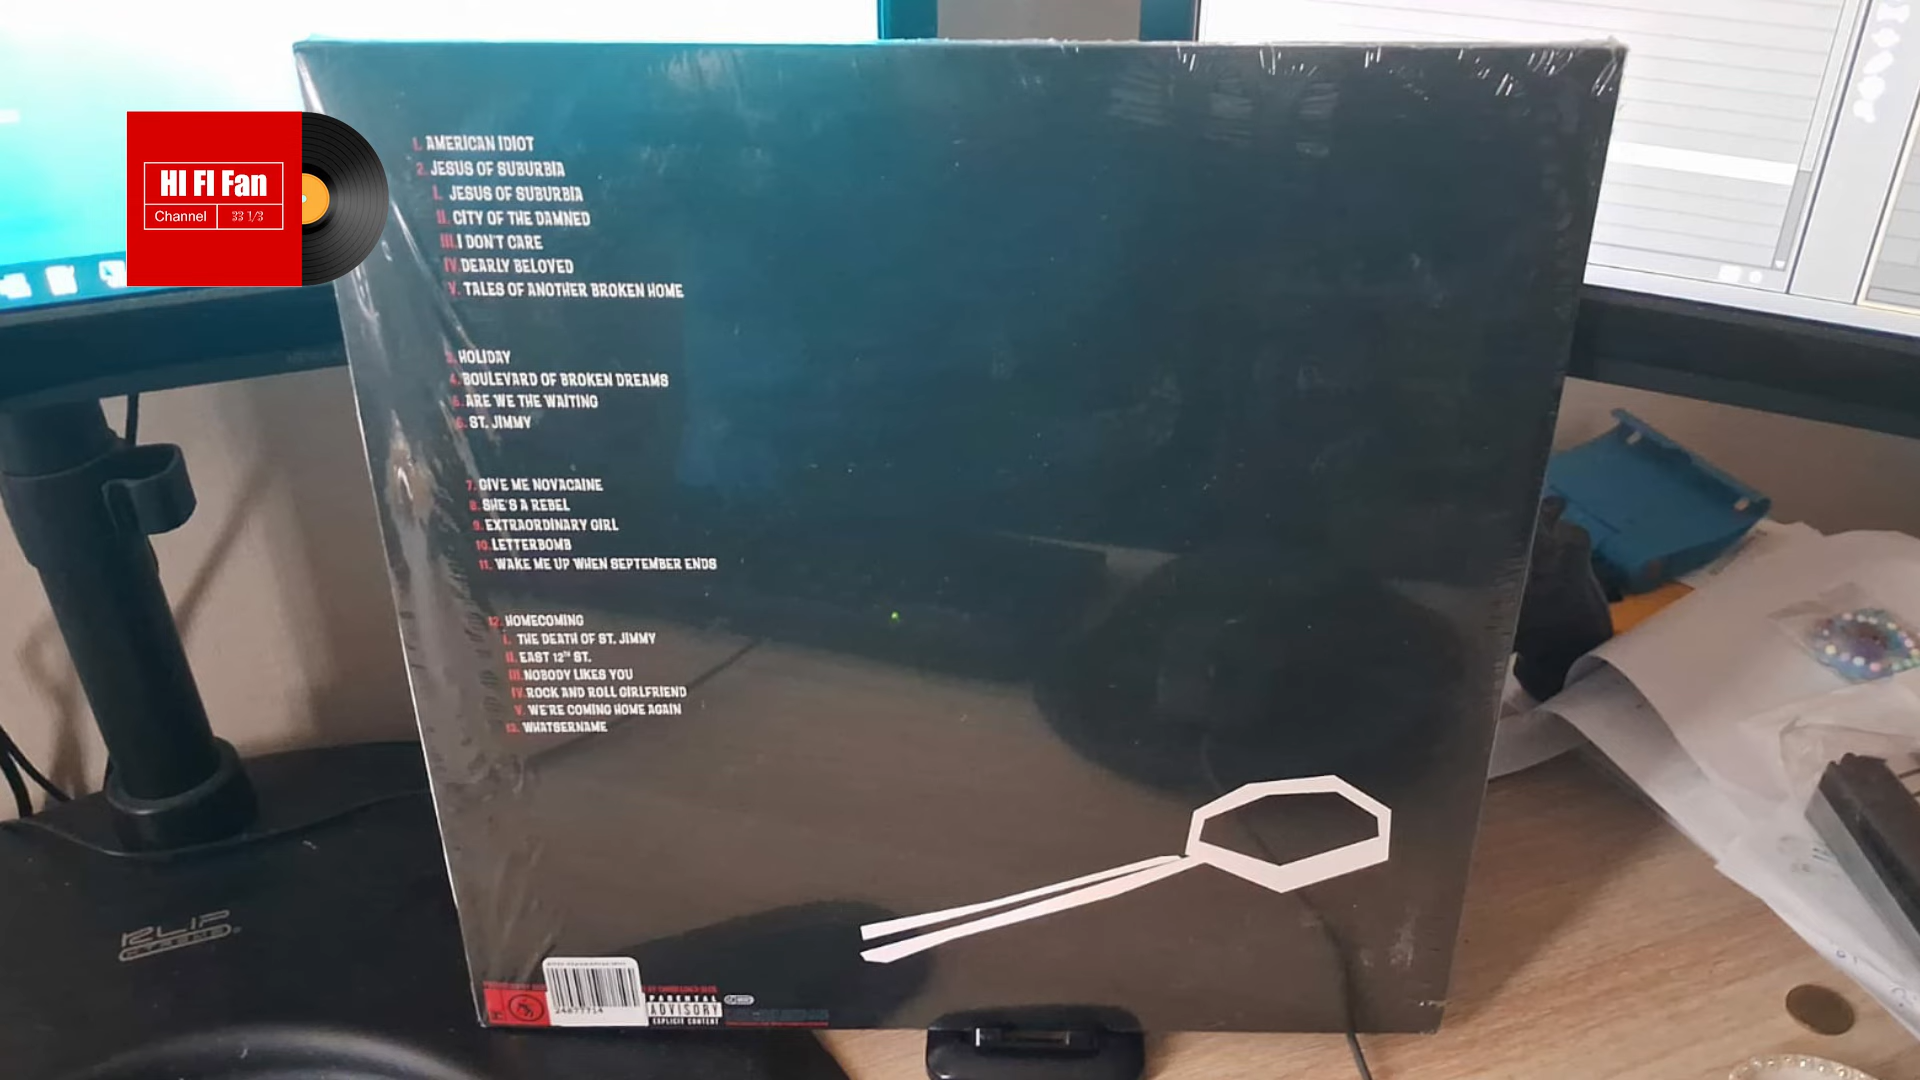 HI FI Fan
Channel 33 1/3
1. AMERICAN IDIOT
2. JESUS OF SUBURBIA
I. JESUS OF SUBURBIA
II. CITY OF THE DAMNED
III. I DON'T CARE
IV. DEARLY BELOVED
V. TALES OF ANOTHER BROKEN HOME
3. HOLIDAY
4. BOULEVARD OF BROKEN DREAMS
5. ARE WE THE WAITING
6. ST. JIMMY
7. GIVE ME NOVACAINE
8. SHE'S A REBEL
9. EXTRAORDINARY GIRL
10. LETTERBOMB
11. WAKE ME UP WHEN SEPTEMBER ENDS
12. HOMECOMING
I. THE DEATH OF ST. JIMMY
II. EAST 12TH ST.
III. NOBODY LIKES YOU
IV. ROCK AND ROLL GIRLFRIEND
V. WE'RE COMING HOME AGAIN
13. WHATSERNAME
KLIP
XTREME
24877714
PARENTAL
ADVISORY
EXPLICIT CONTENT